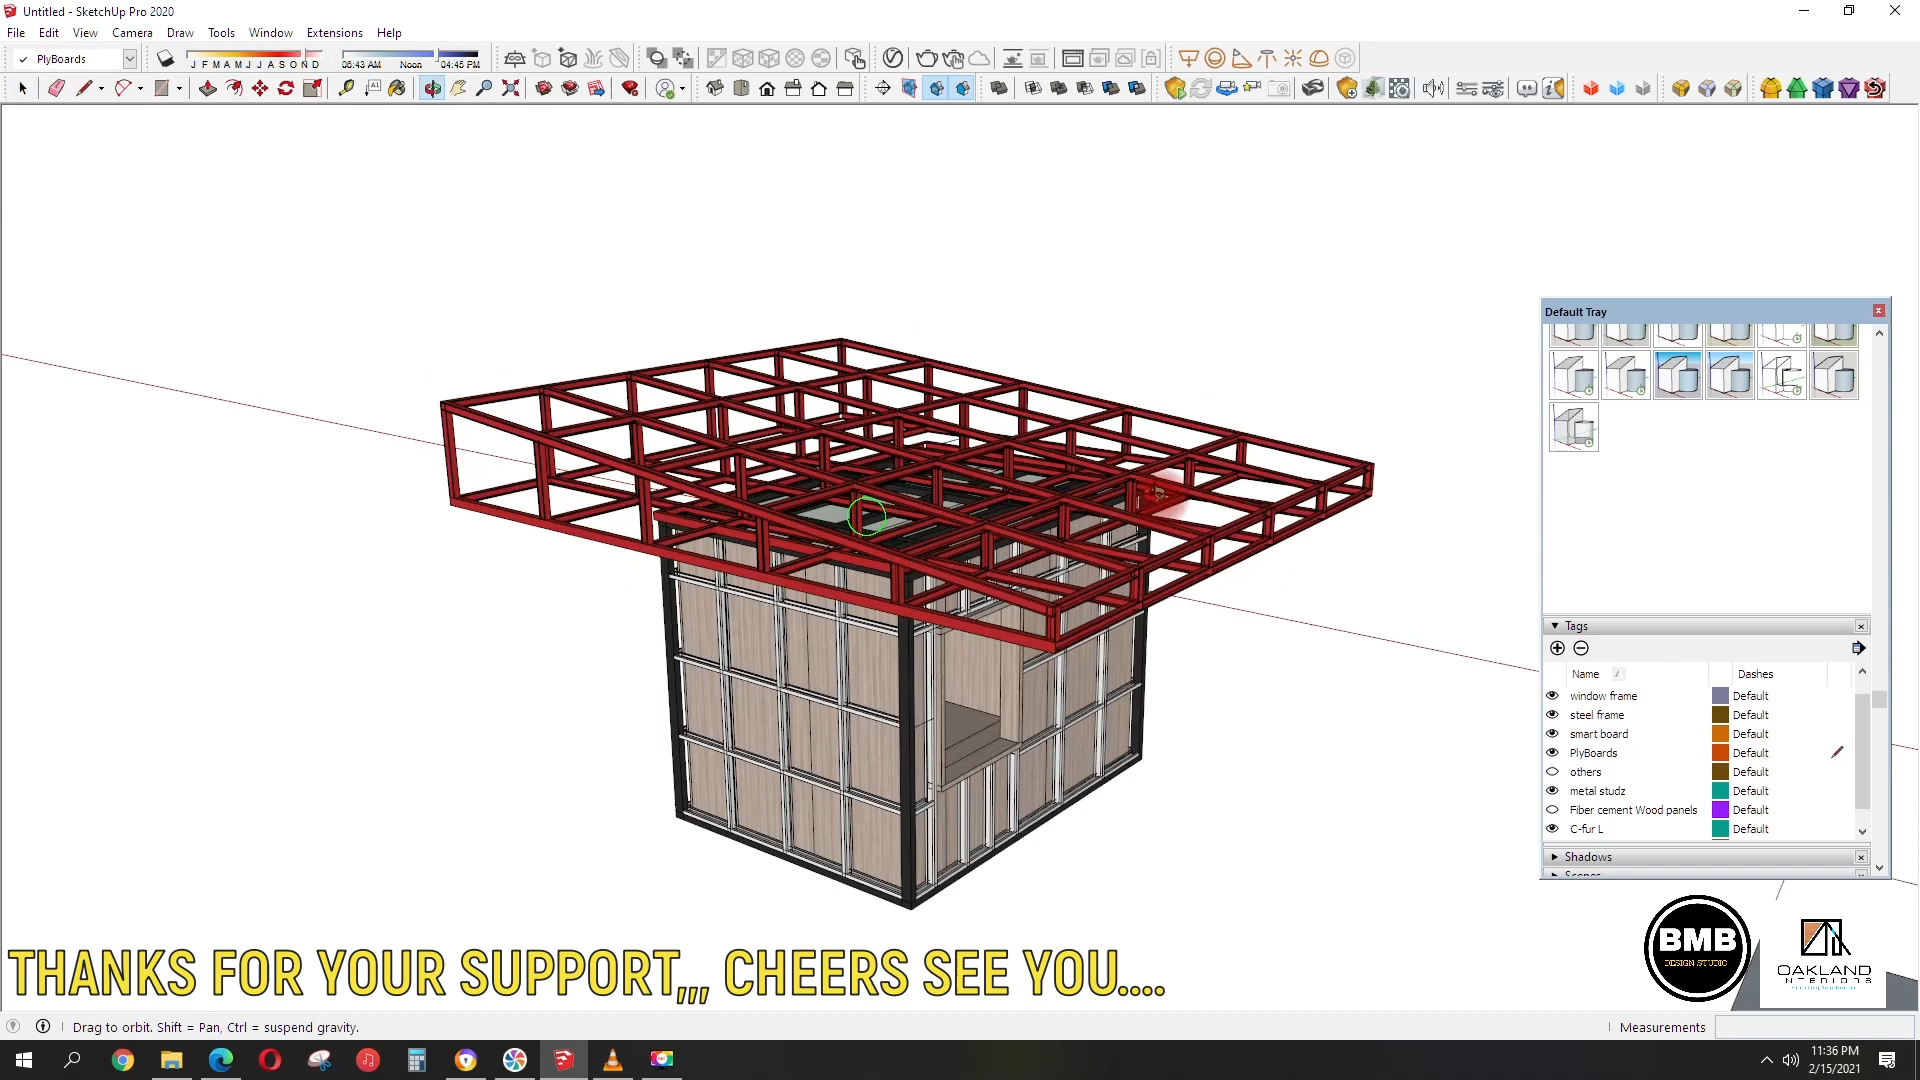 Untitled - SketchUp Pro 2020
File Edit View Camera Draw Tools Window Extensions Help
PlyBoards
J F M A M J J A S O N D
06:43 AM Noon 04:45 PM
Default Tray
Tags
Name Dashes
window frame Default
steel frame Default
smart board Default
PlyBoards Default
others Default
metal studz Default
Fiber cement Wood panels Default
C-fur L Default
Shadows
Scenes
BMB
DESIGN STUDIO
OAKLAND
INTERIORS
THANKS FOR YOUR SUPPORT,,, CHEERS SEE YOU....
Drag to orbit. Shift = Pan, Ctrl = suspend gravity.
Measurements
11:36 PM
2/15/2021